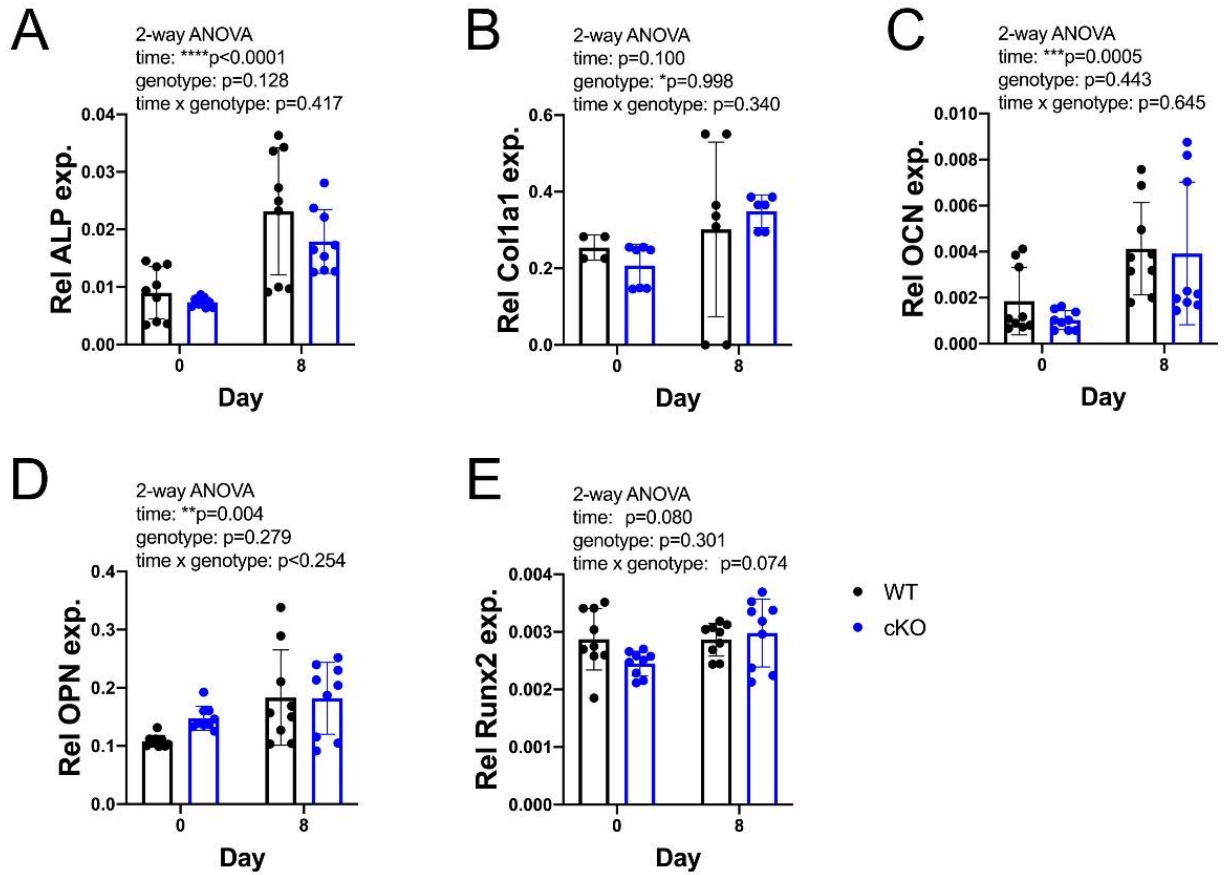 A
2-way ANOVA
time: ****p<0.0001
genotype: p=0.128
time x genotype: p=0.417
Rel ALP exp.
0.04
0.03
0.02
0.01
0.00
0
8
Day
B
2-way ANOVA
time: p=0.100
genotype: *p=0.998
time x genotype: p=0.340
Rel Col1a1 exp.
0.6
0.4
0.2
0.0
0
8
Day
C
2-way ANOVA
time: ***p=0.0005
genotype: p=0.443
time x genotype: p=0.645
Rel OCN exp.
0.010
0.008
0.006
0.004
0.002
0.000
0
8
Day
D
2-way ANOVA
time: **p=0.004
genotype: p=0.279
time x genotype: p<0.254
Rel OPN exp.
0.4
0.3
0.2
0.1
0.0
0
8
Day
E
2-way ANOVA
time: p=0.080
genotype: p=0.301
time x genotype: p=0.074
Rel Runx2 exp.
0.004
0.003
0.002
0.001
0.000
0
8
Day
WT
cKO